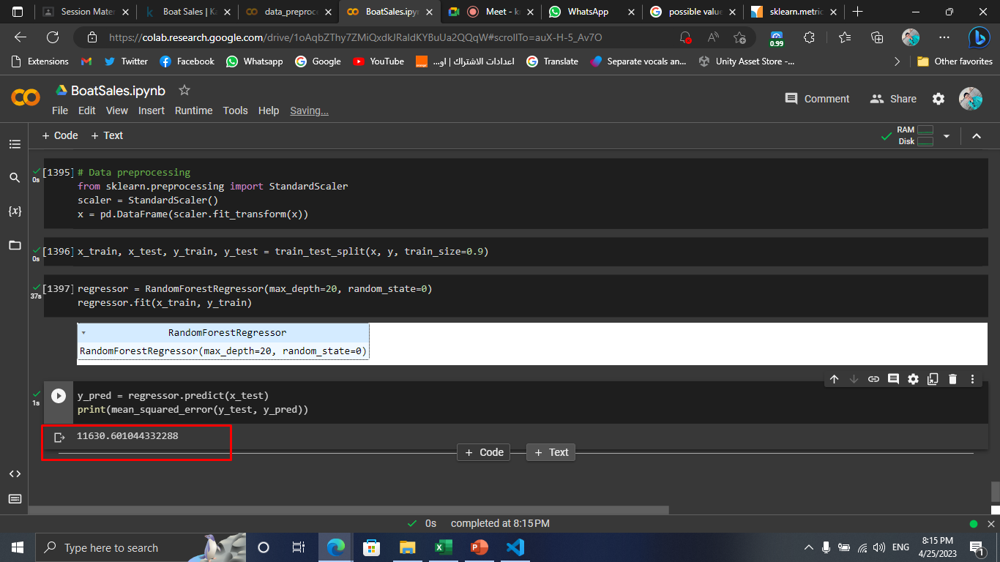 Session Mater
Boat Sales | Ka
data_preproce
BoatSales.ipyn
Meet - kr
WhatsApp
possible value
sklearn.metric
https://colab.research.google.com/drive/1oAqbZThy7ZMiQxdkJRaldKYBuUa2QQqW#scrollTo=auX-H-5_Av7O
0.99
Extensions
Twitter
Facebook
Whatsapp
Google
YouTube
اعدادات الاشتراك | او...
Translate
Separate vocals an...
Unity Asset Store -...
Other favorites
BoatSales.ipynb
Comment
Share
File Edit View Insert Runtime Tools Help Saving...
+ Code + Text
RAM
Disk
[1395] # Data preprocessing
0s
from sklearn.preprocessing import StandardScaler
scaler = StandardScaler()
x = pd.DataFrame(scaler.fit_transform(x))
{x}
[1396] x_train, x_test, y_train, y_test = train_test_split(x, y, train_size=0.9)
0s
[1397] regressor = RandomForestRegressor(max_depth=20, random_state=0)
37s
regressor.fit(x_train, y_train)
RandomForestRegressor
RandomForestRegressor(max_depth=20, random_state=0)
1s
y_pred = regressor.predict(x_test)
print(mean_squared_error(y_test, y_pred))
11630.601044332288
+ Code + Text
0s completed at 8:15 PM
Type here to search
ENG
8:15 PM
4/25/2023
1